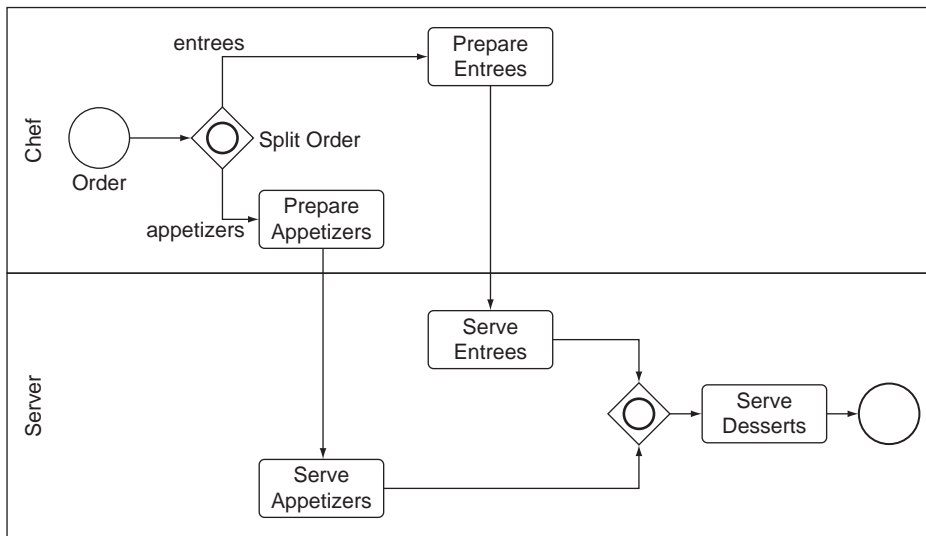 entrees
Prepare
Entrees
Chef
Split Order
Order
Prepare
Appetizers
appetizers
Serve
Entrees
Server
Serve
Desserts
Serve
Appetizers